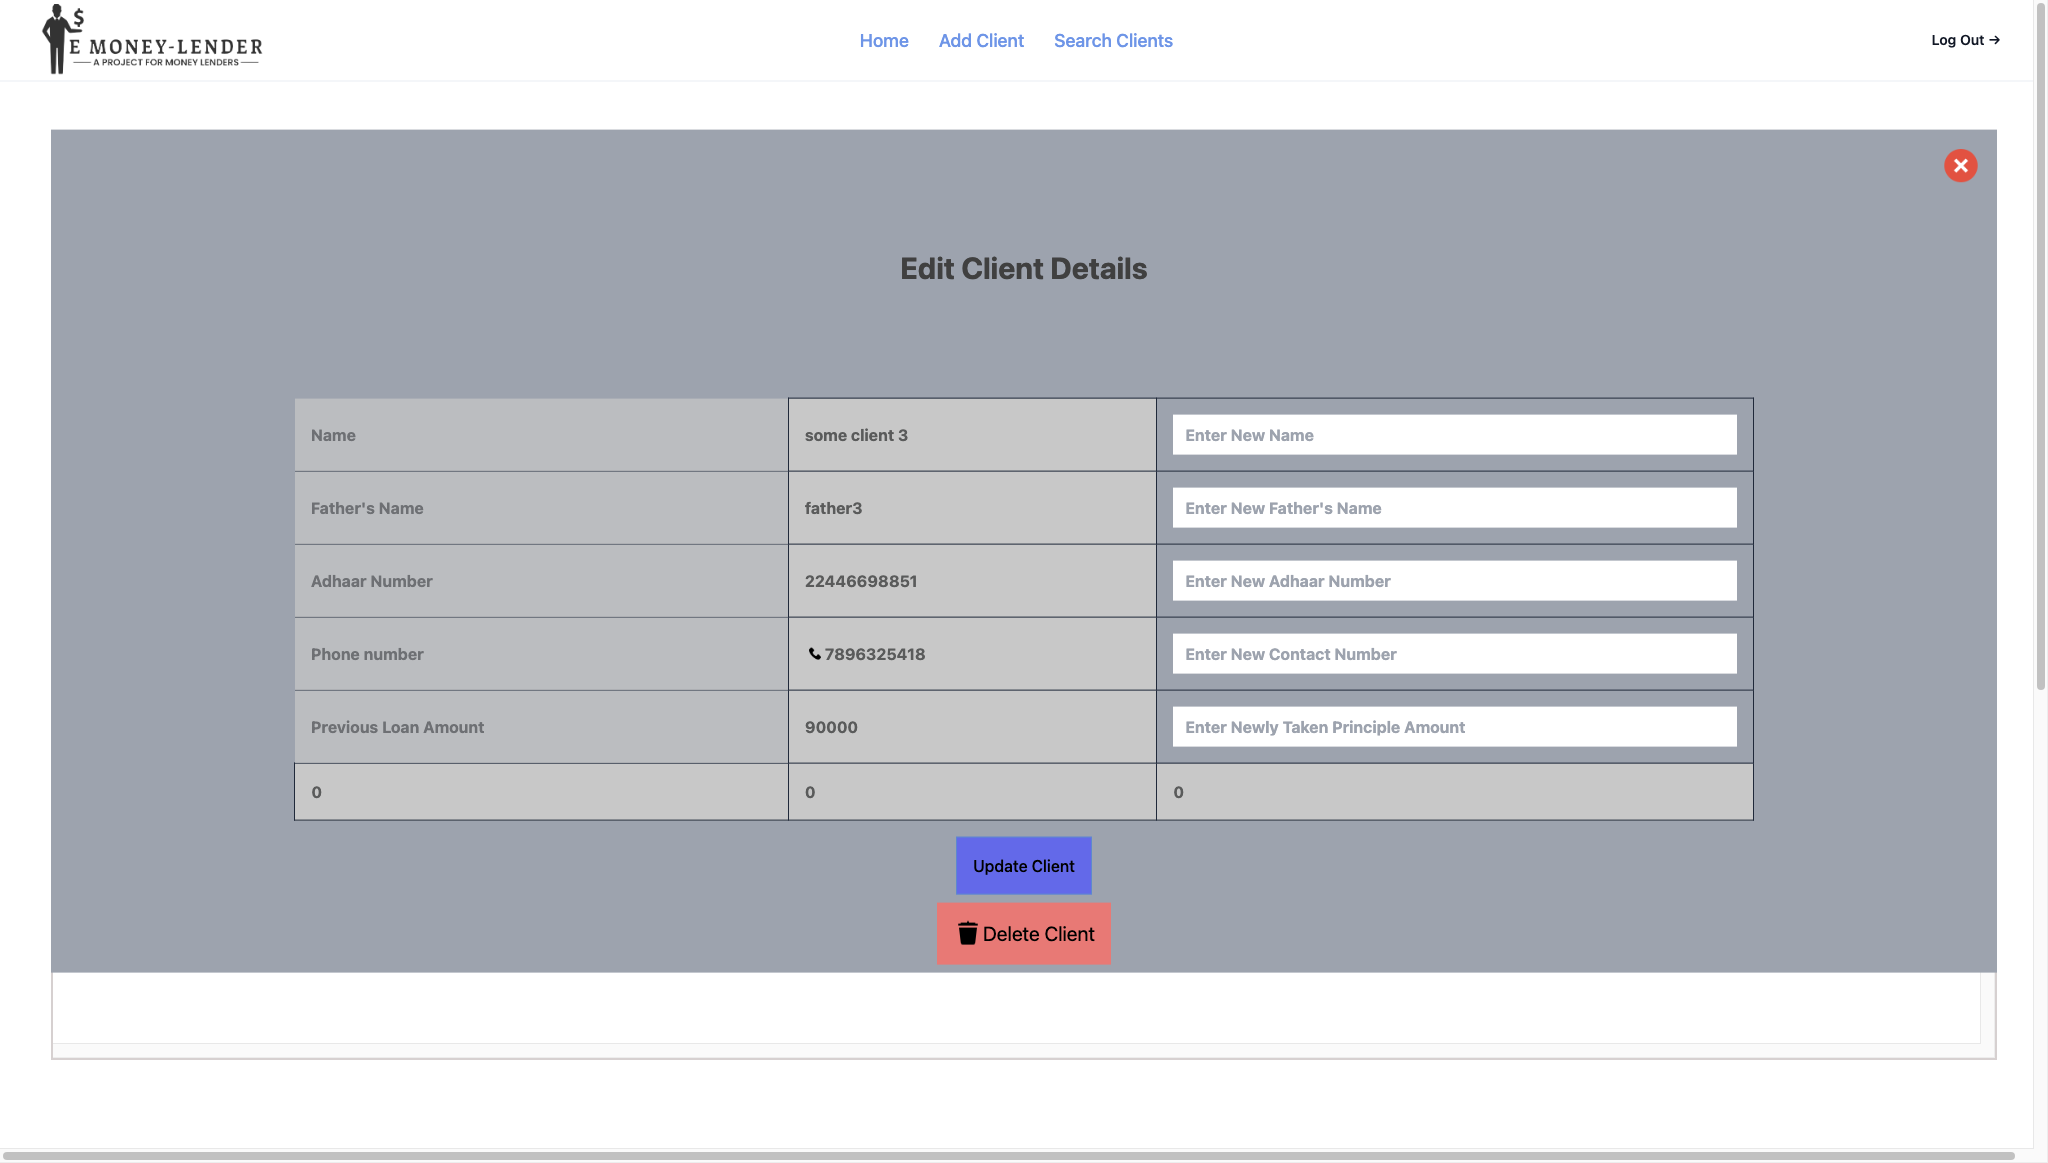 $
E MONEY-LENDER
A PROJECT FOR MONEY LENDERS
Home Add Client Search Clients
Log Out →
Edit Client Details
Name some client 3 Enter New Name
Father's Name father3 Enter New Father's Name
Adhaar Number 22446698851 Enter New Adhaar Number
Phone number 7896325418 Enter New Contact Number
Previous Loan Amount 90000 Enter Newly Taken Principle Amount
0 0 0
Update Client
Delete Client